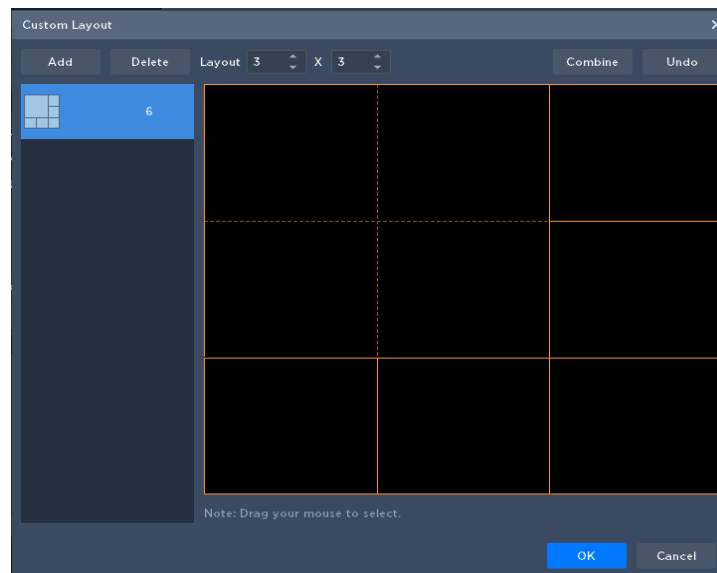 Custom Layout
Add Delete Layout 3 X 3 Combine Undo
6
Note: Drag your mouse to select.
OK Cancel